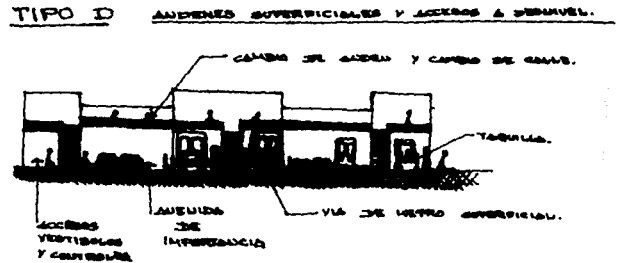 TIPO D
ANDENES SUPERFICIALES Y ACCESOS A DESNIVEL.
CAMBIO DE ANDEN Y CAMBIO DE CALLE.
TAQUILLA.
ACCESOS
VESTIBULOS
Y CONTROLES
AVENIDA
DE
IMPORTANCIA
VIA DE METRO SUPERFICIAL.